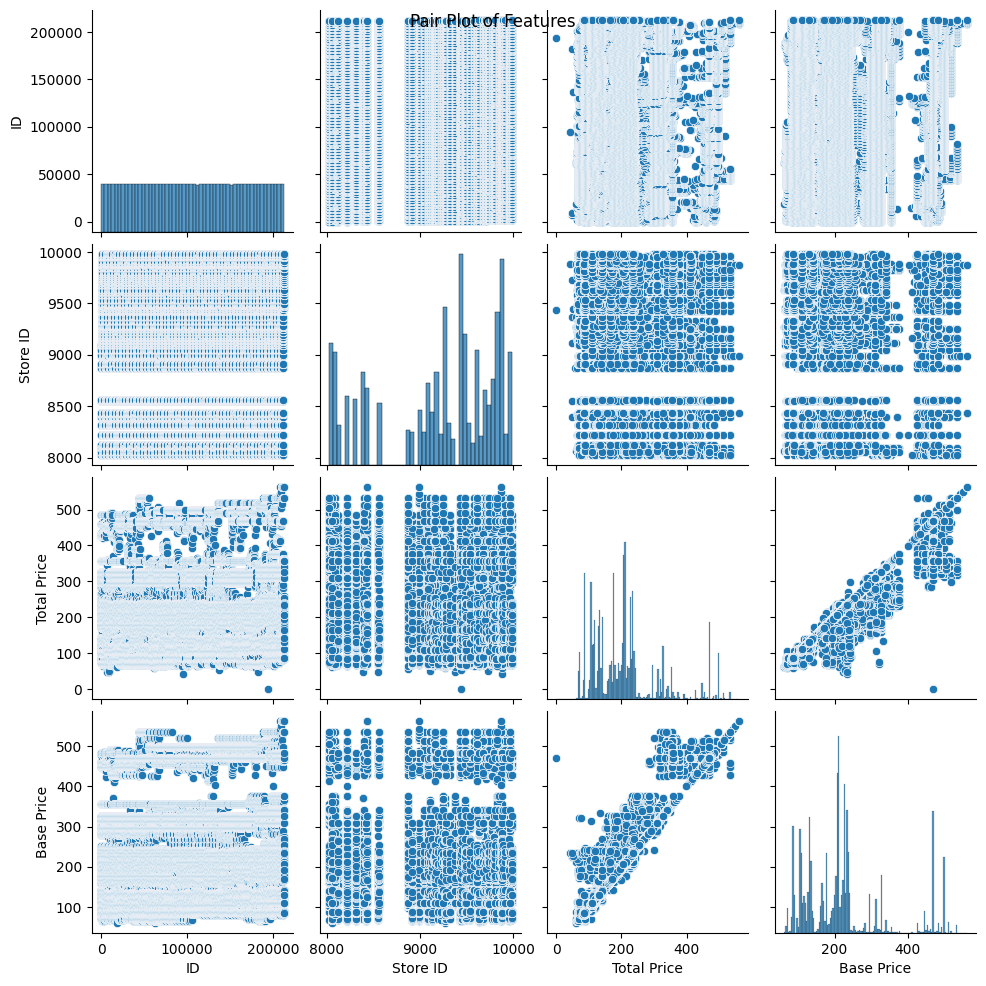 Pair Plot of Features
200000
150000
100000
50000
0
ID
10000
9500
9000
8500
8000
Store ID
500
400
300
200
100
0
Total Price
500
400
300
200
100
Base Price
0 100000 200000
8000 9000 10000
0 200 400
200 400
ID Store ID Total Price Base Price